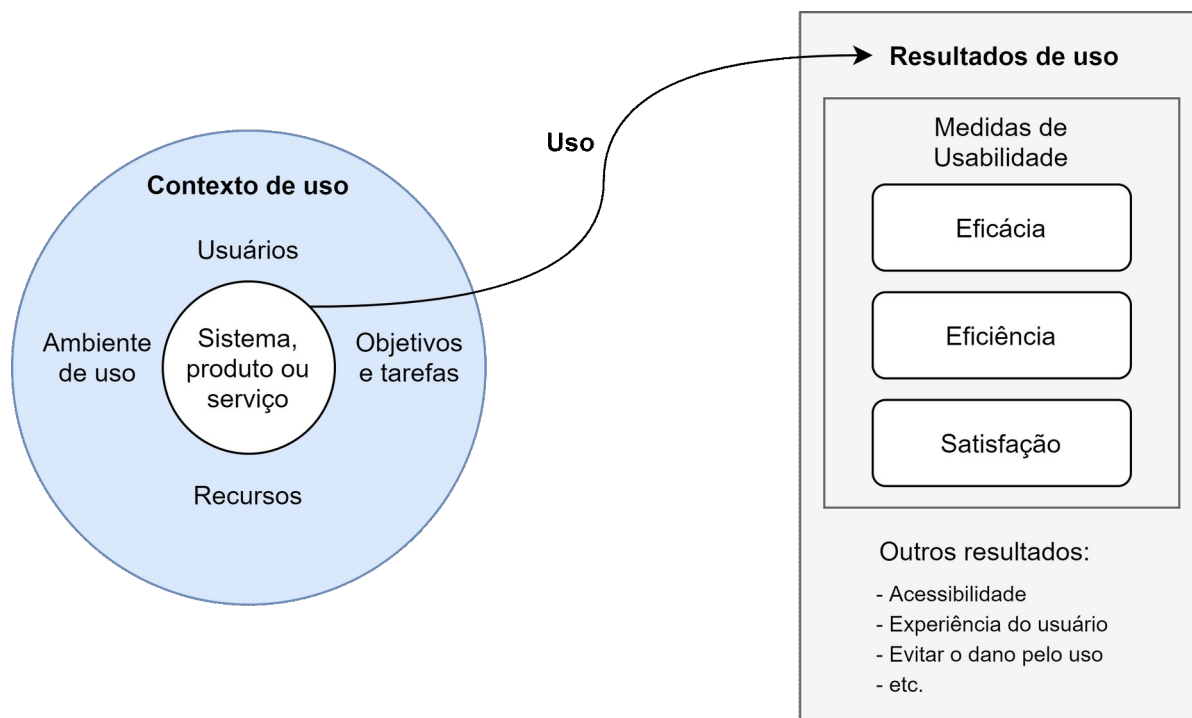 Contexto de uso
Usuários
Ambiente
de uso
Sistema,
produto ou
serviço
Objetivos
e tarefas
Recursos
Uso
Resultados de uso
Medidas de
Usabilidade
Eficácia
Eficiência
Satisfação
Outros resultados:
- Acessibilidade
- Experiência do usuário
- Evitar o dano pelo uso
- etc.